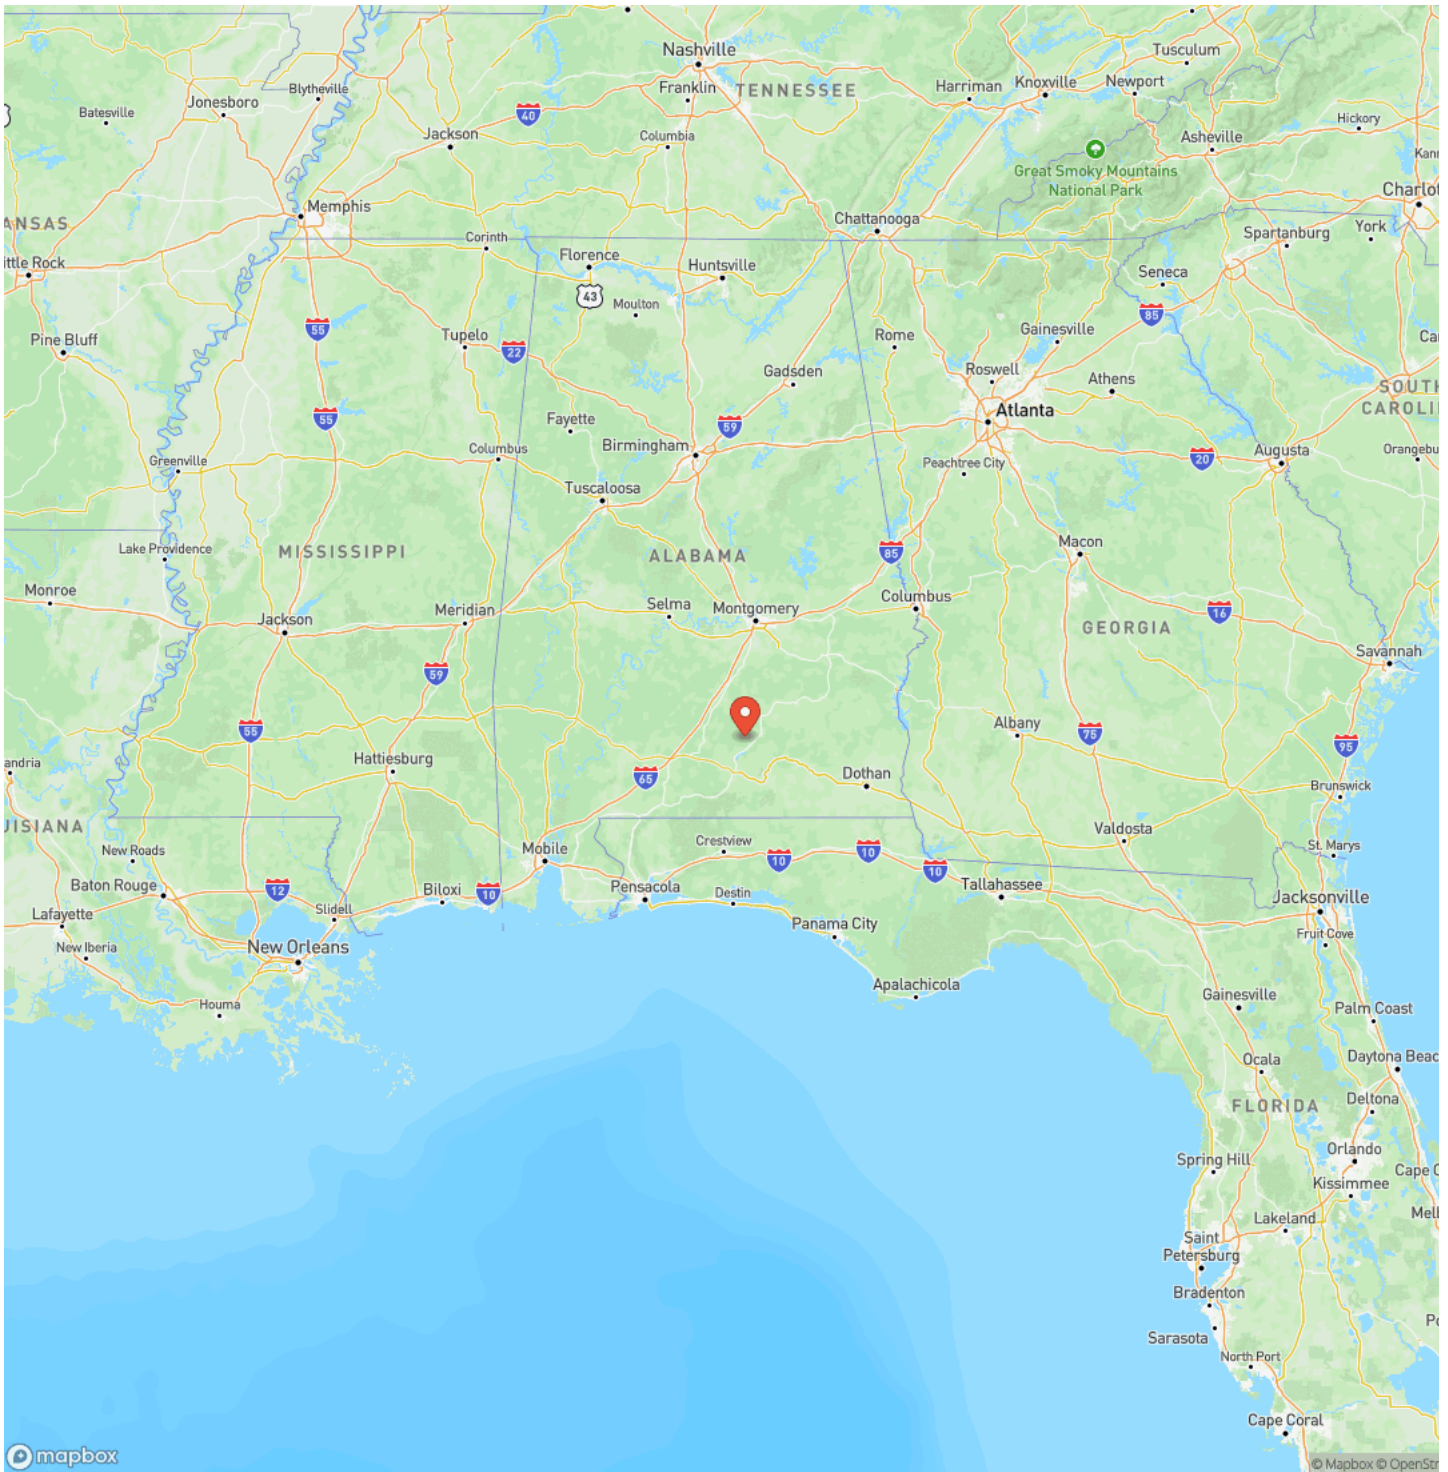 Nashville
Tusculum
Franklin
TENNESSEE
Harriman
Knoxville
Newport
Blytheville
Jonesboro
Batesville
40
Hickory
Jackson
Columbia
Asheville
Kann
Great Smoky Mountains
National Park
Charlot
Memphis
Chattanooga
ANSAS
York
Corinth
Spartanburg
Florence
ittle Rock
Huntsville
Seneca
43
Moulton
85
55
Gainesville
Pine Bluff
Tupelo
Rome
Ca
22
Roswell
Gadsden
Athens
SOUTH
CAROLI
Atlanta
55
Fayette
59
Birmingham
Columbus
Augusta
Orangebu
20
Greenville
Peachtree City
Tuscaloosa
Macon
Lake Providence
MISSISSIPPI
ALABAMA
85
Monroe
Columbus
Selma
Montgomery
Meridian
16
Jackson
GEORGIA
Savannah
59
Albany
55
75
95
andria
Hattiesburg
65
Dothan
Brunswick
UISIANA
Valdosta
Crestview
St. Marys
New Roads
Mobile
10
10
10
Baton Rouge
12
Biloxi
10
Pensacola
Destin
Tallahassee
Jacksonville
Lafayette
Slidell
Panama City
Fruit Cove
New Iberia
New Orleans
Apalachicola
Gainesville
Houma
Palm Coast
Ocala
Daytona Beac
Deltona
FLORIDA
Orlando
Spring Hill
Cape C
Kissimmee
Lakeland
Melb
Saint
Petersburg
Bradenton
Sarasota
Po
North Port
Cape Coral
mapbox
© Mapbox © OpenStr